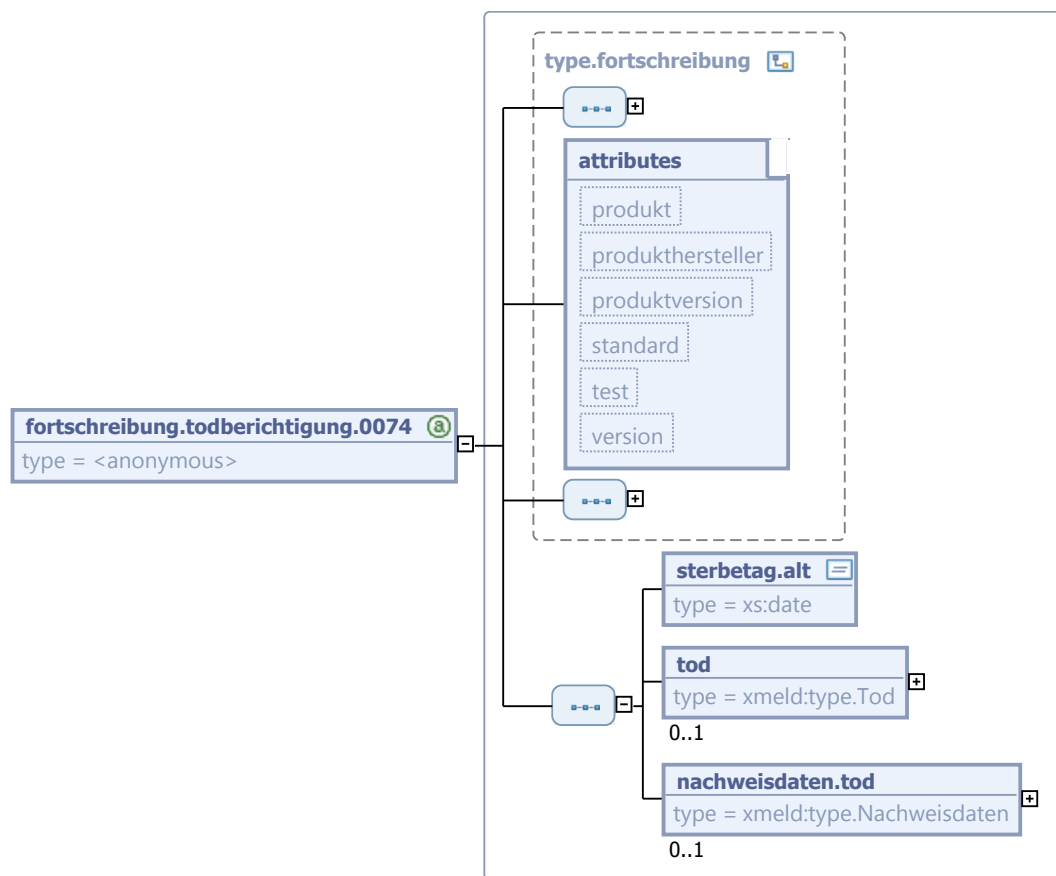 type.fortschreibung
attributes
produkt
produkthersteller
produktversion
standard
test
version
fortschreibung.todberichtigung.0074
type = <anonymous>
sterbetag.alt
type = xs:date
tod
type = xmeld:type.Tod
0..1
nachweisdaten.tod
type = xmeld:type.Nachweisdaten
0..1